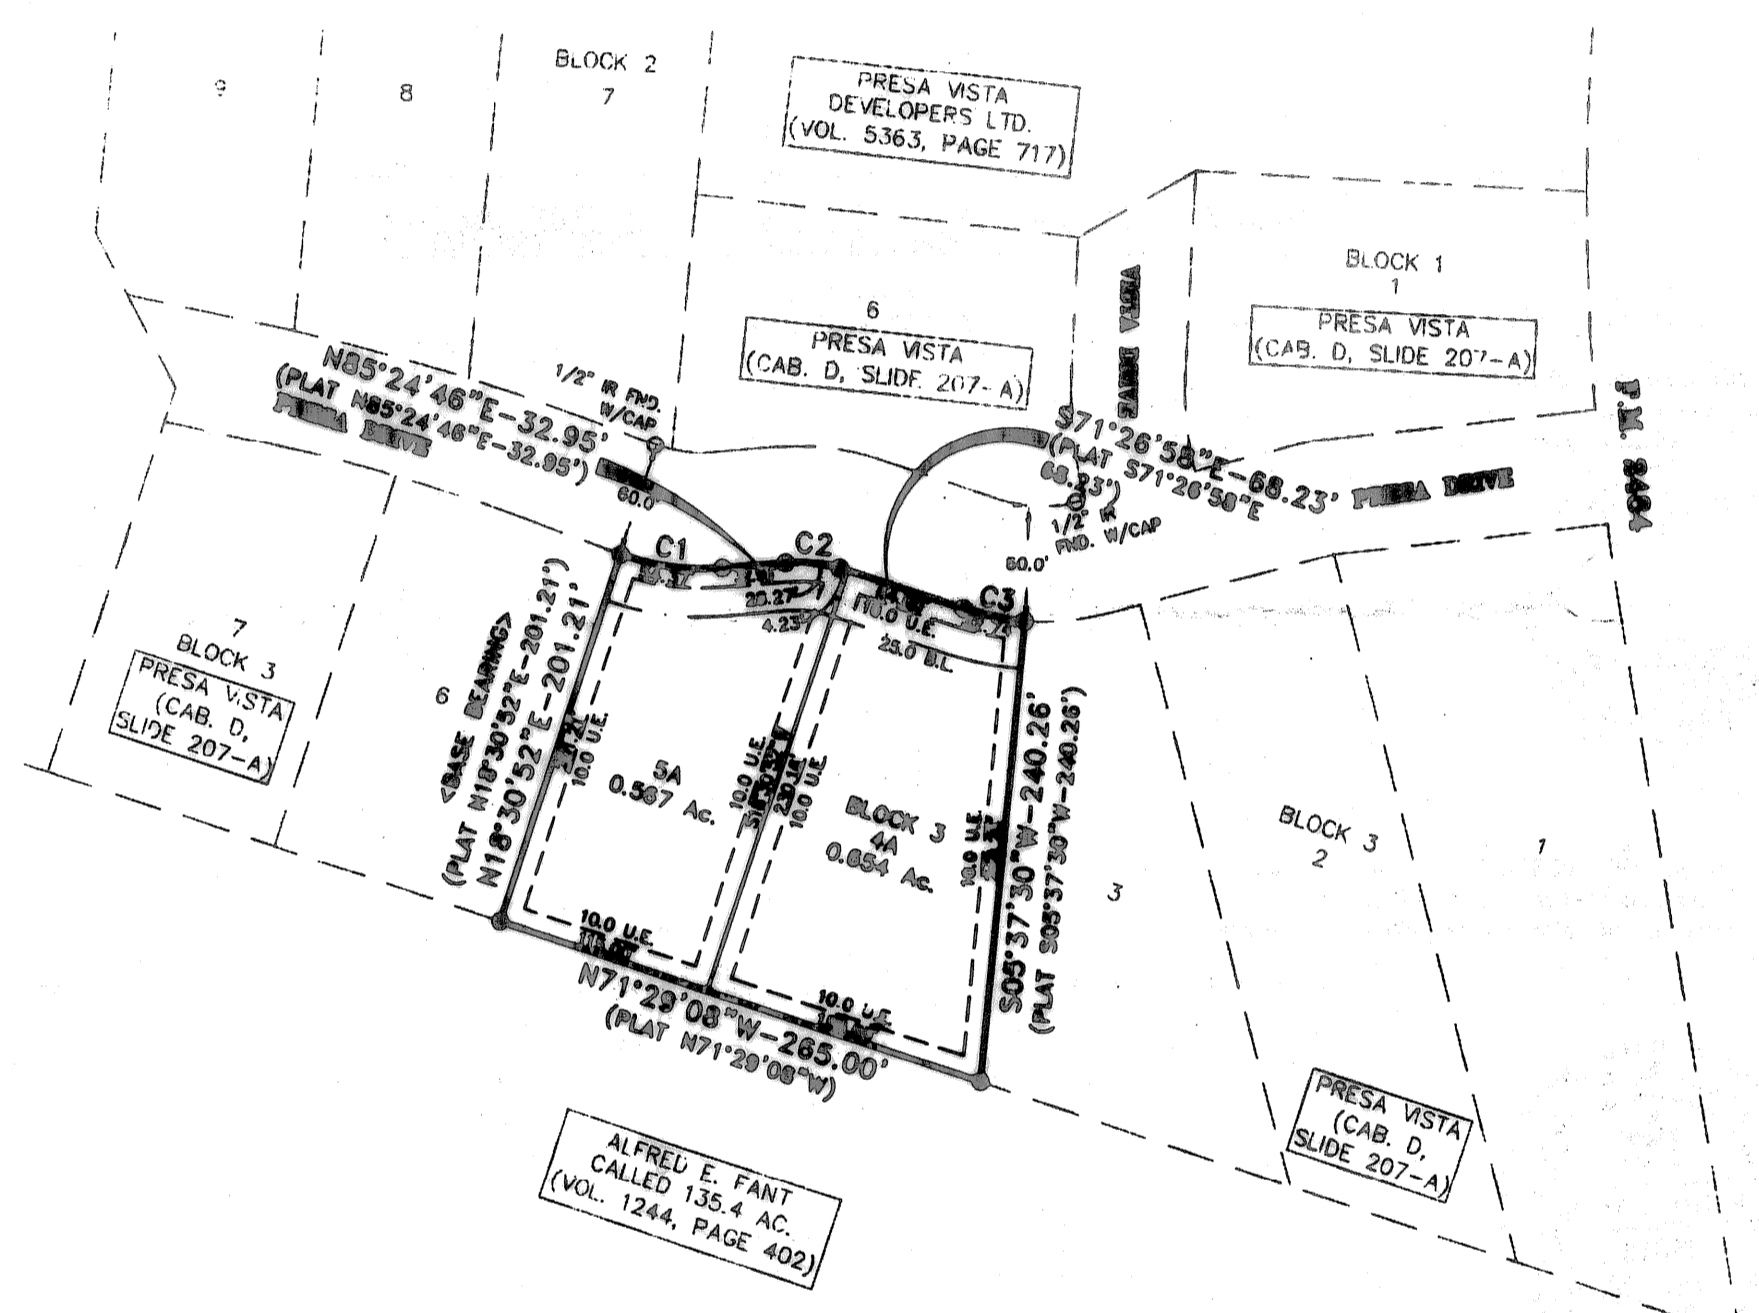 BLOCK 2
9
8
7
PRESA VISTA
DEVELOPERS LTD.
(VOL. 5363, PAGE 717)
BLOCK 1
1
PRESA VISTA
(CAB. D, SLIDE 207-A)
6
PRESA VISTA
(CAB. D, SLIDE 207-A)
N85°24'46"E-32.95'
(PLAT N85°24'46"E-32.95')
DRIVE
1/2" IR FND.
W/CAP
60.0'
S71°26'58"E-68.23'
(PLAT S71°26'58"E
68.23')
1/2" IR
FND. W/CAP
60.0'
DRIVE
F.M. 3464
C1
C2
C3
20.27'
4.23'
10.0 U.E.
25.0 B.L.
7
BLOCK 3
PRESA VISTA
(CAB. D,
SLIDE 207-A)
6
<BASE BEARING>
(PLAT N18°30'52"E-201.21')
N18°30'52"E-201.21'
10.0 U.E.
5A
0.567 Ac.
10.0 U.E.
10.0 U.E.
BLOCK 3
4A
0.654 Ac.
10.0 U.E.
S05°37'30"W-240.26'
(PLAT S05°37'30"W-240.26')
3
BLOCK 3
2
1
10.0 U.E.
10.0 U.E.
N71°29'08"W-265.00'
(PLAT N71°29'08"W)
ALFRED E. FANT
CALLED 135.4 AC.
(VOL. 1244, PAGE 402)
PRESA VISTA
(CAB. D,
SLIDE 207-A)